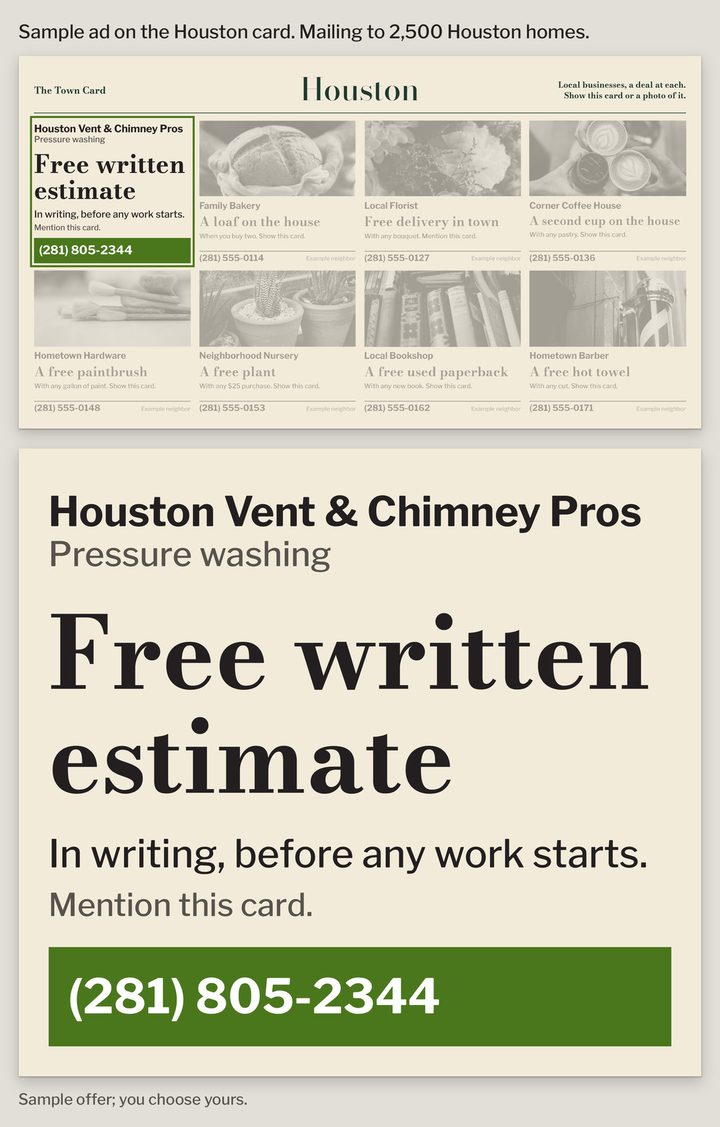 Sample ad on the Houston card. Mailing to 2,500 Houston homes.
The Town Card
Houston
Local businesses, a deal at each.
Show this card or a photo of it.
Houston Vent & Chimney Pros
Pressure washing
Free written
estimate
In writing, before any work starts.
Mention this card.
(281) 805-2344
Family Bakery
A loaf on the house
When you buy two. Show this card.
(281) 555-0114
Example neighbor
Local Florist
Free delivery in town
With any bouquet. Mention this card.
(281) 555-0127
Example neighbor
Corner Coffee House
A second cup on the house
With any pastry. Show this card.
(281) 555-0136
Example neighbor
Hometown Hardware
A free paintbrush
With any gallon of paint. Show this card.
(281) 555-0148
Example neighbor
Neighborhood Nursery
A free plant
With any $25 purchase. Show this card.
(281) 555-0153
Example neighbor
Local Bookshop
A free used paperback
With any new book. Show this card.
(281) 555-0162
Example neighbor
Hometown Barber
A free hot towel
With any cut. Show this card.
(281) 555-0171
Example neighbor
Houston Vent & Chimney Pros
Pressure washing
Free written
estimate
In writing, before any work starts.
Mention this card.
(281) 805-2344
Sample offer; you choose yours.